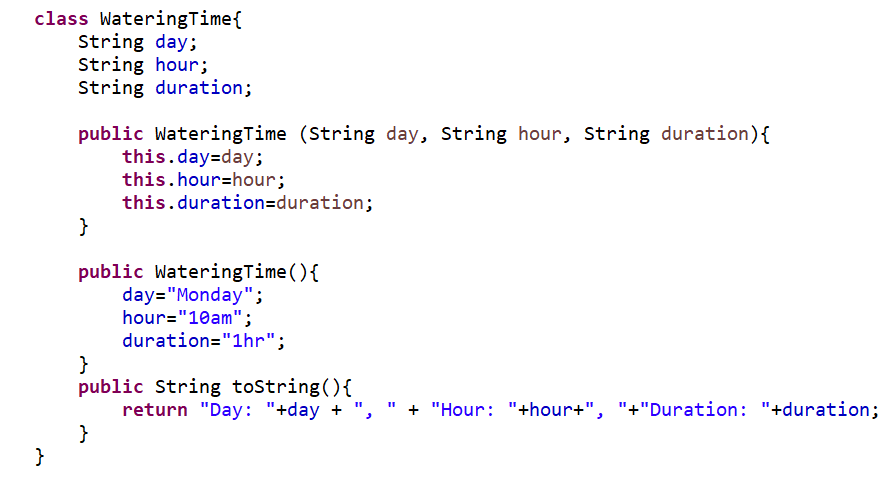 class WateringTime{
    String day;
    String hour;
    String duration;

    public WateringTime (String day, String hour, String duration){
        this.day=day;
        this.hour=hour;
        this.duration=duration;
    }

    public WateringTime(){
        day="Monday";
        hour="10am";
        duration="1hr";
    }
    public String toString(){
        return "Day: "+day + ", " + "Hour: "+hour+", "+"Duration: "+duration;
    }
}